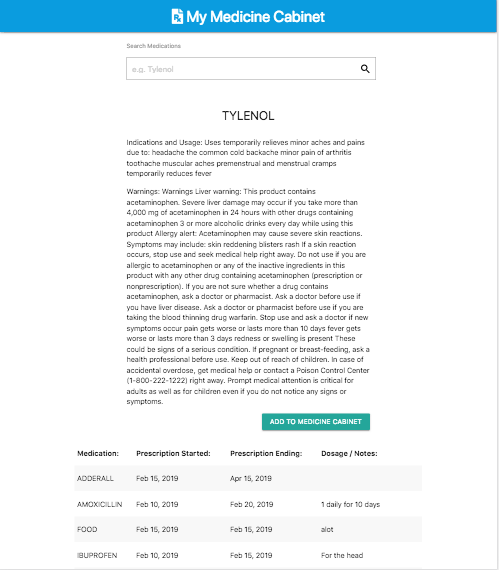 My Medicine Cabinet
Search Medications
e.g. Tylenol
TYLENOL
Indications and Usage: Uses temporarily relieves minor aches and pains
due to: headache the common cold backache minor pain of arthritis
toothache muscular aches premenstrual and menstrual cramps
temporarily reduces fever
Warnings: Warnings Liver warning: This product contains
acetaminophen. Severe liver damage may occur if you take more than
4,000 mg of acetaminophen in 24 hours with other drugs containing
acetaminophen 3 or more alcoholic drinks every day while using this
product Allergy alert: Acetaminophen may cause severe skin reactions.
Symptoms may include: skin reddening blisters rash If a skin reaction
occurs, stop use and seek medical help right away. Do not use if you are
allergic to acetaminophen or any of the inactive ingredients in this
product with any other drug containing acetaminophen (prescription or
nonprescription). If you are not sure whether a drug contains
acetaminophen, ask a doctor or pharmacist. Ask a doctor before use if
you have liver disease. Ask a doctor or pharmacist before use if you are
taking the blood thinning drug warfarin. Stop use and ask a doctor if new
symptoms occur pain gets worse or lasts more than 10 days fever gets
worse or lasts more than 3 days redness or swelling is present These
could be signs of a serious condition. If pregnant or breast-feeding, ask a
health professional before use. Keep out of reach of children. In case of
accidental overdose, get medical help or contact a Poison Control Center
(1-800-222-1222) right away. Prompt medical attention is critical for
adults as well as for children even if you do not notice any signs or
symptoms.
ADD TO MEDICINE CABINET
Medication: Prescription Started: Prescription Ending: Dosage / Notes:
ADDERALL Feb 15, 2019 Apr 15, 2019
AMOXICILLIN Feb 10, 2019 Feb 20, 2019 1 daily for 10 days
FOOD Feb 15, 2019 Feb 15, 2019 alot
IBUPROFEN Feb 10, 2019 Feb 15, 2019 For the head